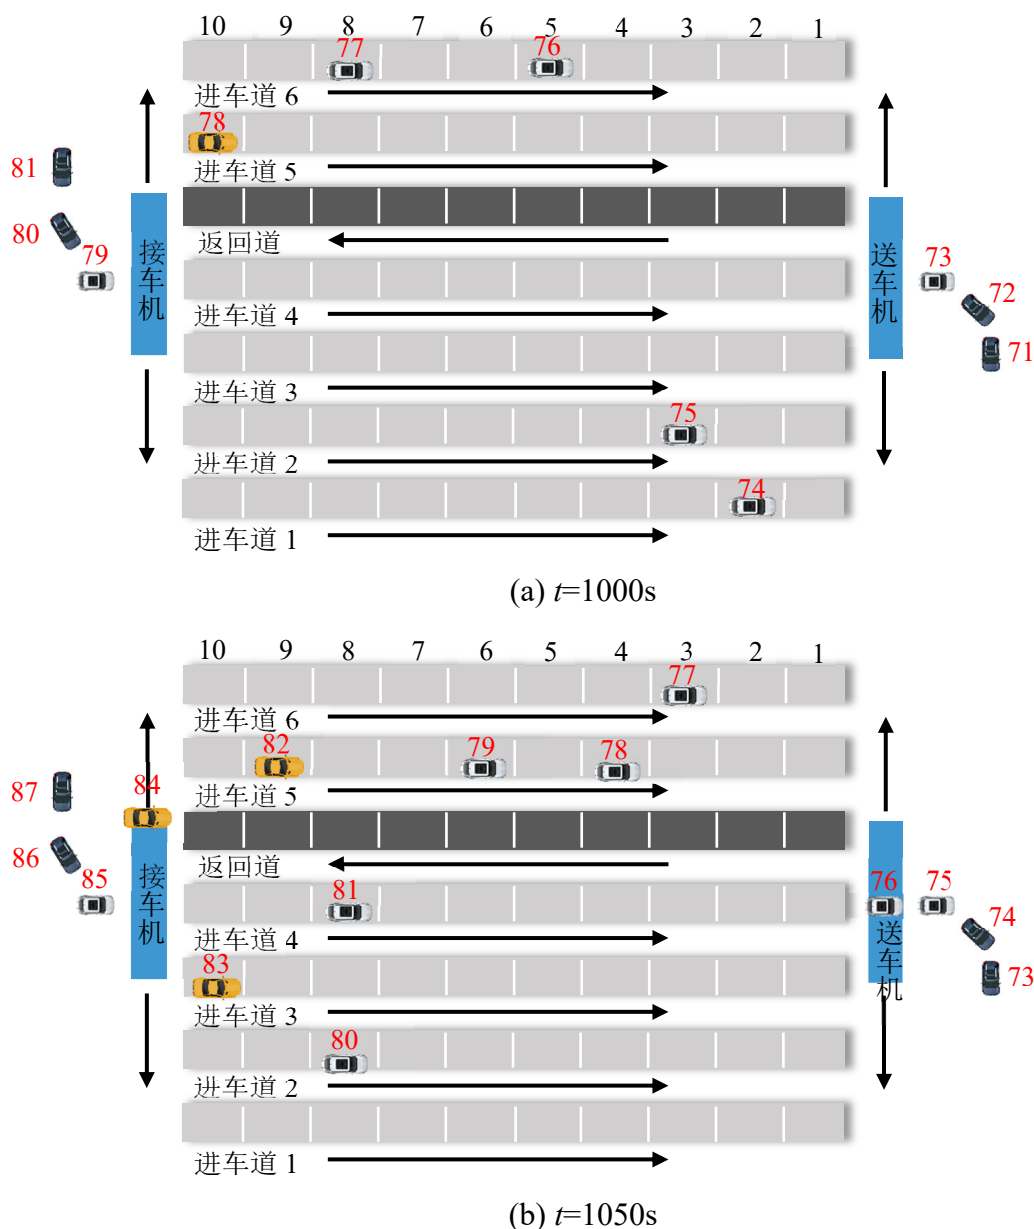 10 9 8 7 6 5 4 3 2 1
77 76
进车道 6
78
81
进车道 5
80
接车机
送车机
返回道
79
73
72
进车道 4
71
进车道 3
75
进车道 2
74
进车道 1
(a) t=1000s
10 9 8 7 6 5 4 3 2 1
77
进车道 6
82 79 78
87
84
进车道 5
86
接车机
返回道
85
81
76 75
74
送车机
进车道 4
83
73
进车道 3
80
进车道 2
进车道 1
(b) t=1050s